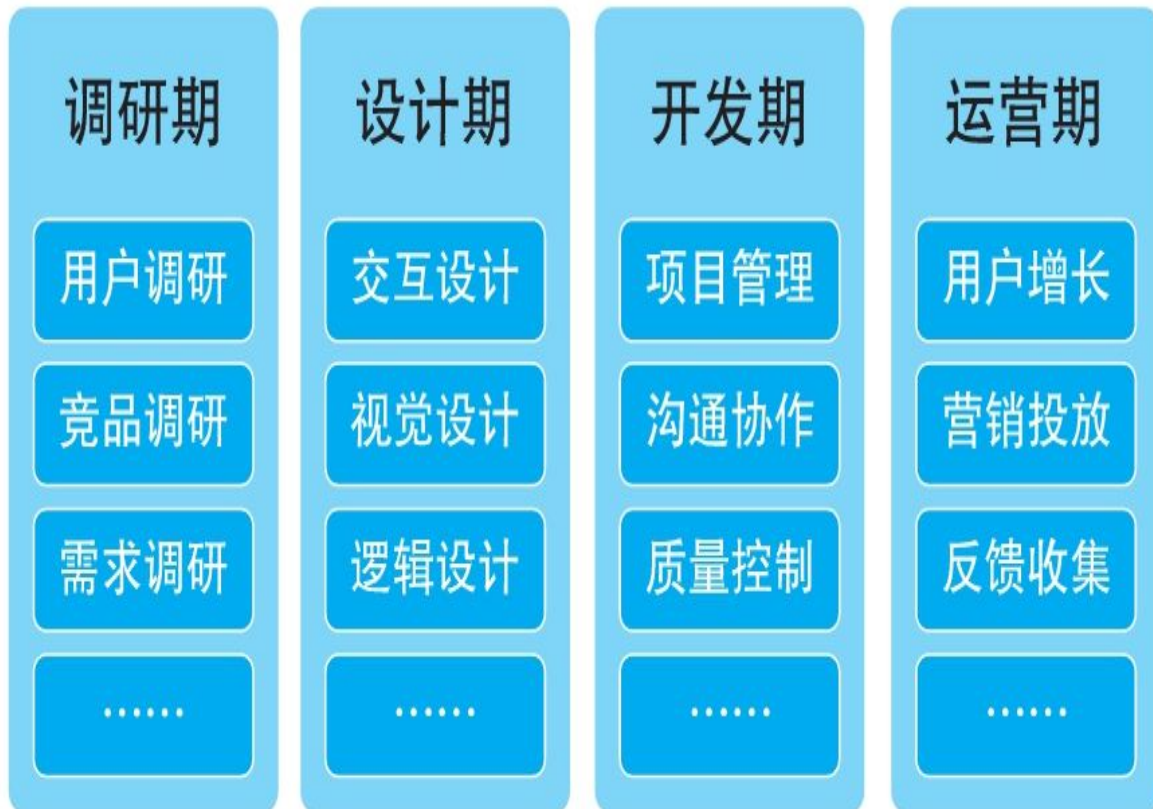 调研期
用户调研
竞品调研
需求调研
······
设计期
交互设计
视觉设计
逻辑设计
······
开发期
项目管理
沟通协作
质量控制
······
运营期
用户增长
营销投放
反馈收集
······